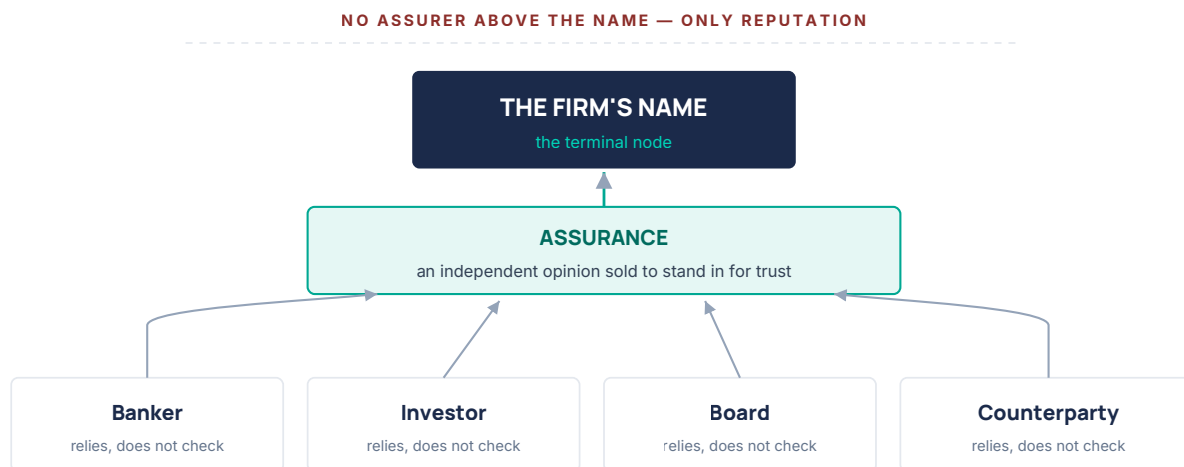 NO ASSURER ABOVE THE NAME — ONLY REPUTATION
THE FIRM'S NAME
the terminal node
ASSURANCE
an independent opinion sold to stand in for trust
Banker
Investor
Board
Counterparty
relies, does not check
relies, does not check
relies, does not check
relies, does not check